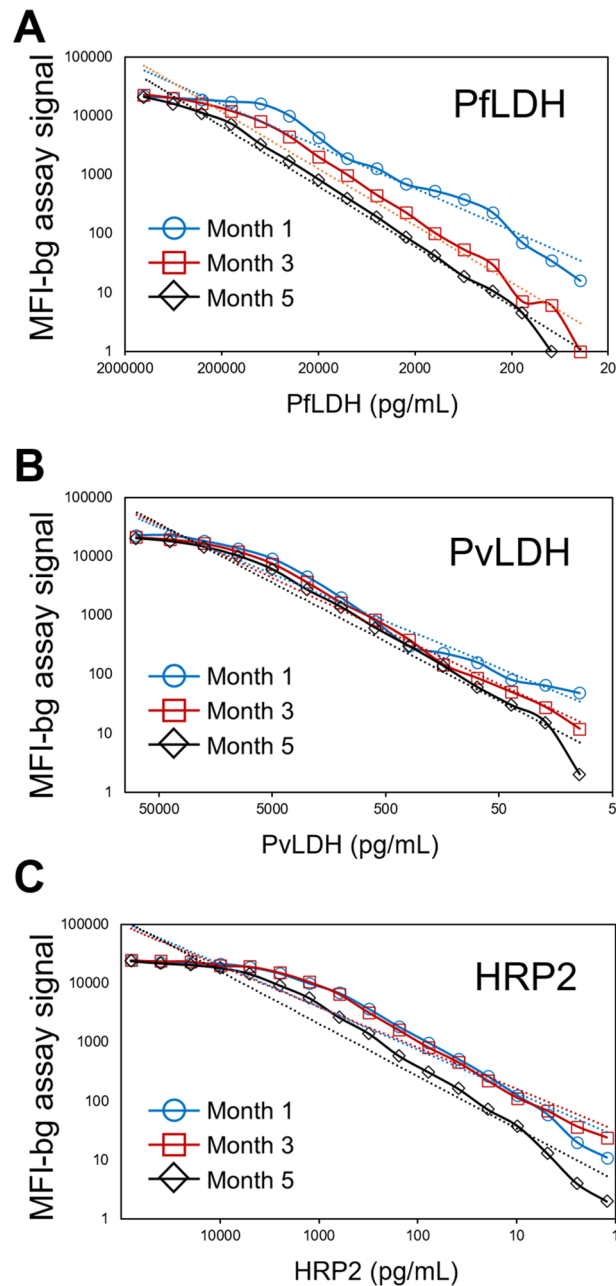 A
MFI-bg assay signal
100000
10000
1000
100
10
1
PfLDH
Month 1
Month 3
Month 5
2000000
200000
20000
2000
200
20
PfLDH (pg/mL)
B
MFI-bg assay signal
100000
10000
1000
100
10
1
PvLDH
Month 1
Month 3
Month 5
50000
5000
500
50
5
PvLDH (pg/mL)
C
MFI-bg assay signal
100000
10000
1000
100
10
1
HRP2
Month 1
Month 3
Month 5
10000
1000
100
10
1
HRP2 (pg/mL)